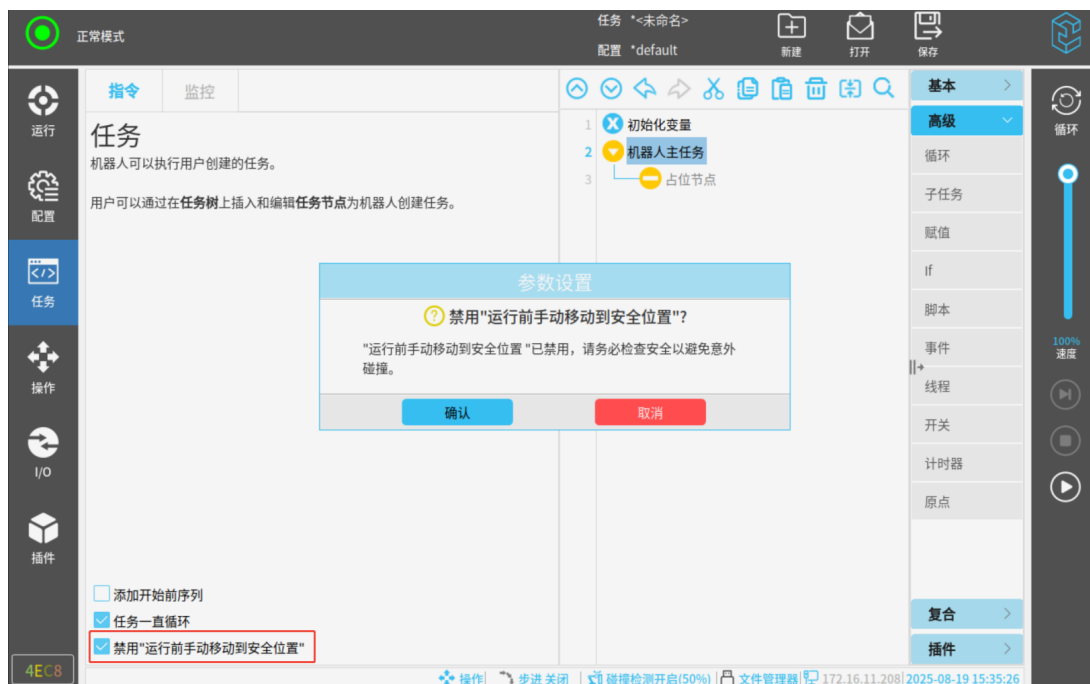 正常模式
任务 *<未命名>
配置 *default
新建
打开
保存
运行
配置
任务
操作
I/O
插件
4EC8
指令
监控
任务
机器人可以执行用户创建的任务。
用户可以通过在任务树上插入和编辑任务节点为机器人创建任务。
1 初始化变量
2 机器人主任务
3 占位节点
参数设置
禁用"运行前手动移动到安全位置"?
"运行前手动移动到安全位置 "已禁用，请务必检查安全以避免意外
碰撞。
确认
取消
添加开始前序列
任务一直循环
禁用"运行前手动移动到安全位置"
基本
高级
循环
子任务
赋值
If
脚本
事件
线程
开关
计时器
原点
复合
插件
循环
100%
速度
操作 步进 关闭 碰撞检测开启(50%) 文件管理器 172.16.11.208 2025-08-19 15:35:26